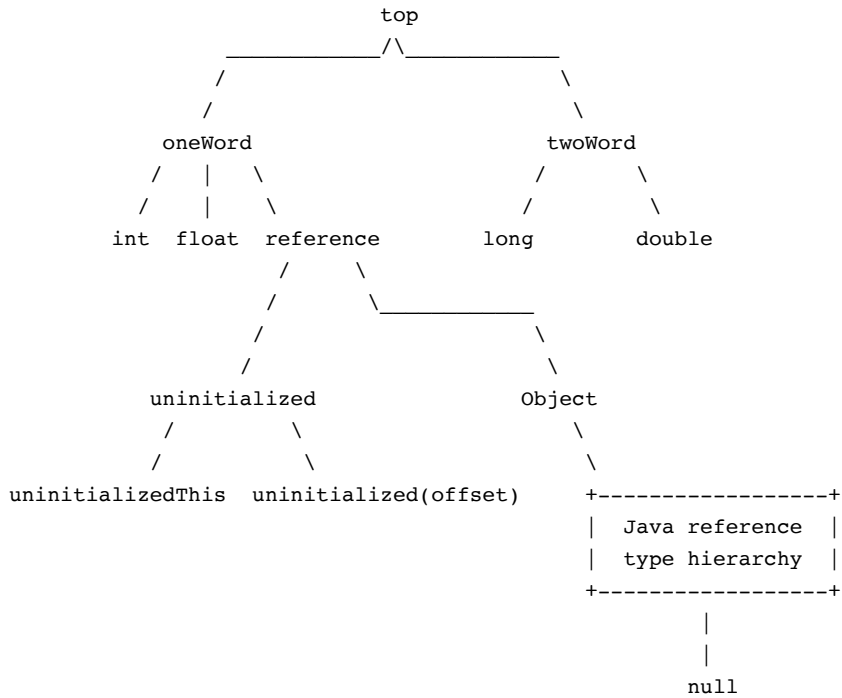 top
oneWord twoWord
int float reference long double
uninitialized Object
uninitializedThis uninitialized(offset)
Java reference
type hierarchy
null